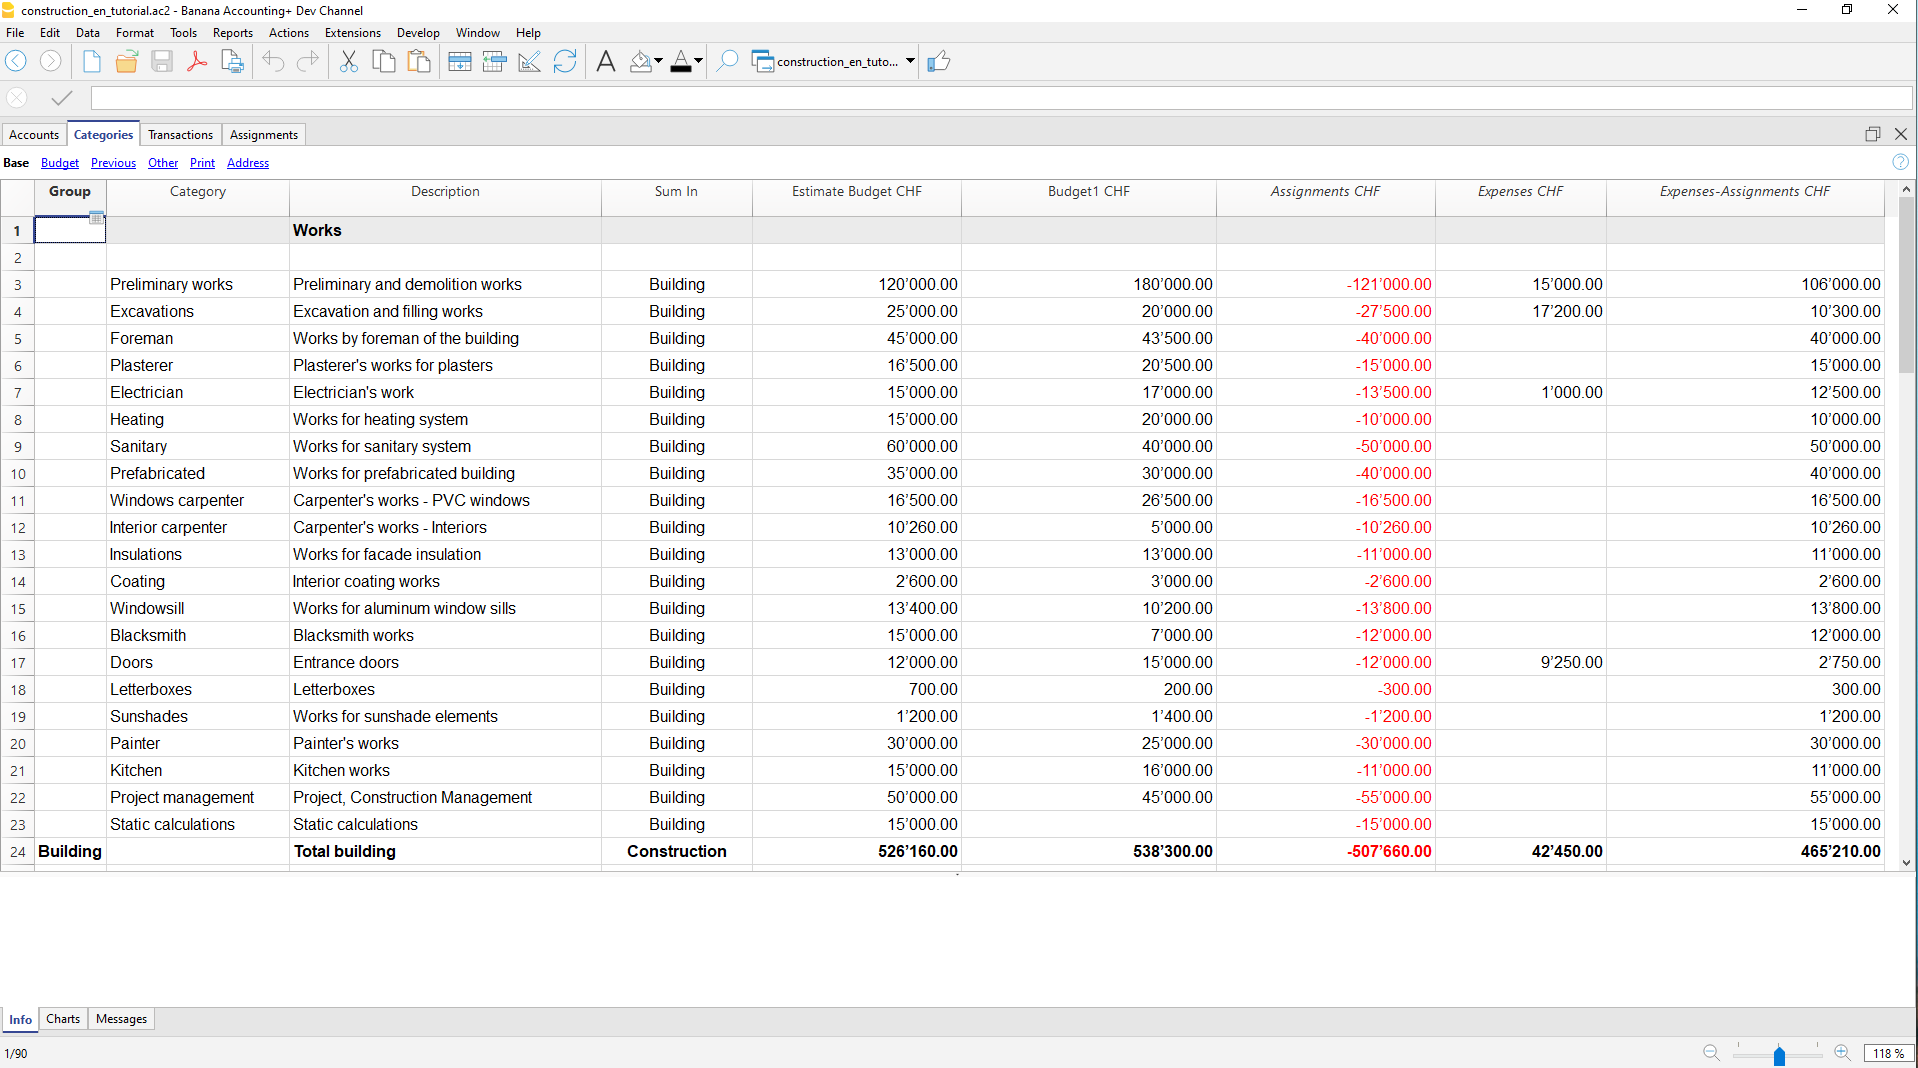 construction_en_tutorial.ac2 - Banana Accounting+ Dev Channel
File Edit Data Format Tools Reports Actions Extensions Develop Window Help
construction_en_tuto...
Accounts Categories Transactions Assignments
Base Budget Previous Other Print Address
Group Category Description Sum In Estimate Budget CHF Budget1 CHF Assignments CHF Expenses CHF Expenses-Assignments CHF
1 Works
2
3 Preliminary works Preliminary and demolition works Building 120’000.00 180’000.00 -121’000.00 15’000.00 106’000.00
4 Excavations Excavation and filling works Building 25’000.00 20’000.00 -27’500.00 17’200.00 10’300.00
5 Foreman Works by foreman of the building Building 45’000.00 43’500.00 -40’000.00 40’000.00
6 Plasterer Plasterer's works for plasters Building 16’500.00 20’500.00 -15’000.00 15’000.00
7 Electrician Electrician's work Building 15’000.00 17’000.00 -13’500.00 1’000.00 12’500.00
8 Heating Works for heating system Building 15’000.00 20’000.00 -10’000.00 10’000.00
9 Sanitary Works for sanitary system Building 60’000.00 40’000.00 -50’000.00 50’000.00
10 Prefabricated Works for prefabricated building Building 35’000.00 30’000.00 -40’000.00 40’000.00
11 Windows carpenter Carpenter's works - PVC windows Building 16’500.00 26’500.00 -16’500.00 16’500.00
12 Interior carpenter Carpenter's works - Interiors Building 10’260.00 5’000.00 -10’260.00 10’260.00
13 Insulations Works for facade insulation Building 13’000.00 13’000.00 -11’000.00 11’000.00
14 Coating Interior coating works Building 2’600.00 3’000.00 -2’600.00 2’600.00
15 Windowsill Works for aluminum window sills Building 13’400.00 10’200.00 -13’800.00 13’800.00
16 Blacksmith Blacksmith works Building 15’000.00 7’000.00 -12’000.00 12’000.00
17 Doors Entrance doors Building 12’000.00 15’000.00 -12’000.00 9’250.00 2’750.00
18 Letterboxes Letterboxes Building 700.00 200.00 -300.00 300.00
19 Sunshades Works for sunshade elements Building 1’200.00 1’400.00 -1’200.00 1’200.00
20 Painter Painter's works Building 30’000.00 25’000.00 -30’000.00 30’000.00
21 Kitchen Kitchen works Building 15’000.00 16’000.00 -11’000.00 11’000.00
22 Project management Project, Construction Management Building 50’000.00 45’000.00 -55’000.00 55’000.00
23 Static calculations Static calculations Building 15’000.00 -15’000.00 15’000.00
24 Building Total building Construction 526’160.00 538’300.00 -507’660.00 42’450.00 465’210.00
Info Charts Messages
1/90 118 %